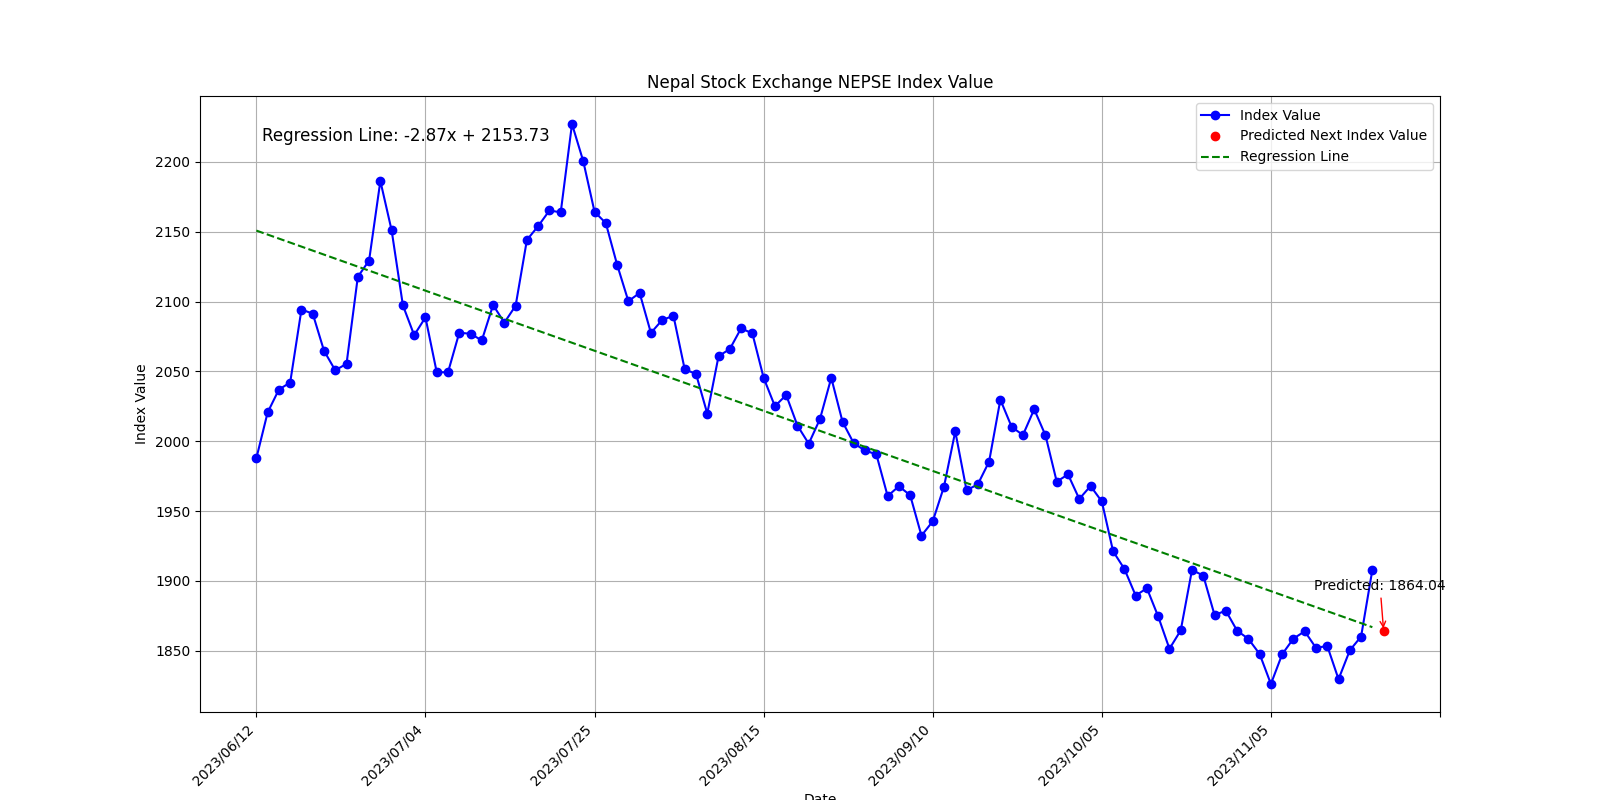 Nepal Stock Exchange NEPSE Index Value
Regression Line: -2.87x + 2153.73
Index Value
Predicted Next Index Value
Regression Line
2200
2150
2100
2050
2000
1950
1900
1850
Index Value
Predicted: 1864.04
2023/06/12
2023/07/04
2023/07/25
2023/08/15
2023/09/10
2023/10/05
2023/11/05
Date